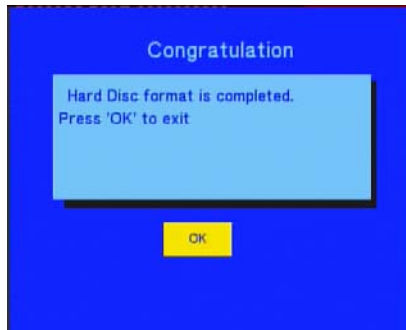 Congratulation
Hard Disc format is completed.
Press 'OK' to exit
OK